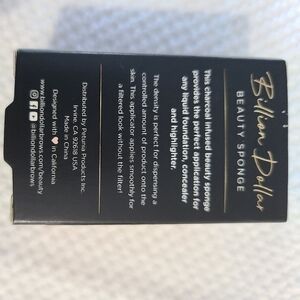 Billion Dollar
BEAUTY SPONGE
This charcoal infused beauty sponge
provides the perfect application for
any liquid foundation, concealer
and highlighter.
The density is perfect for dispensing a
controlled amount of product onto the
skin. This applicator applies smoothly for
a filtered look without the filter!
Distributed by Petunia Products Inc.
Irvine, CA 92618 USA
Made in China
Designed with ♥ in California
www.billiondollarbrows.com/beauty
@billiondollarbrows